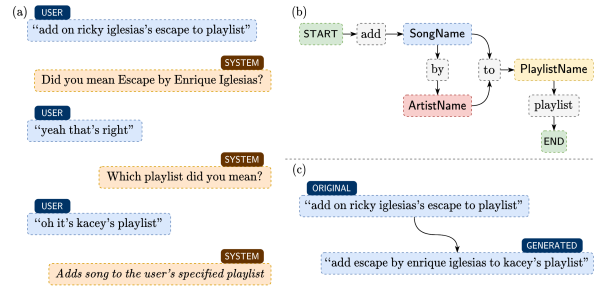 (a)
USER
“add on ricky iglesias’s escape to playlist”
SYSTEM
Did you mean Escape by Enrique Iglesias?
USER
“yeah that’s right”
SYSTEM
Which playlist did you mean?
USER
“oh it’s kacey’s playlist”
SYSTEM
Adds song to the user’s specified playlist
(b)
START
add
SongName
by
to
PlaylistName
ArtistName
playlist
END
(c)
ORIGINAL
“add on ricky iglesias’s escape to playlist”
GENERATED
“add escape by enrique iglesias to kacey’s playlist”